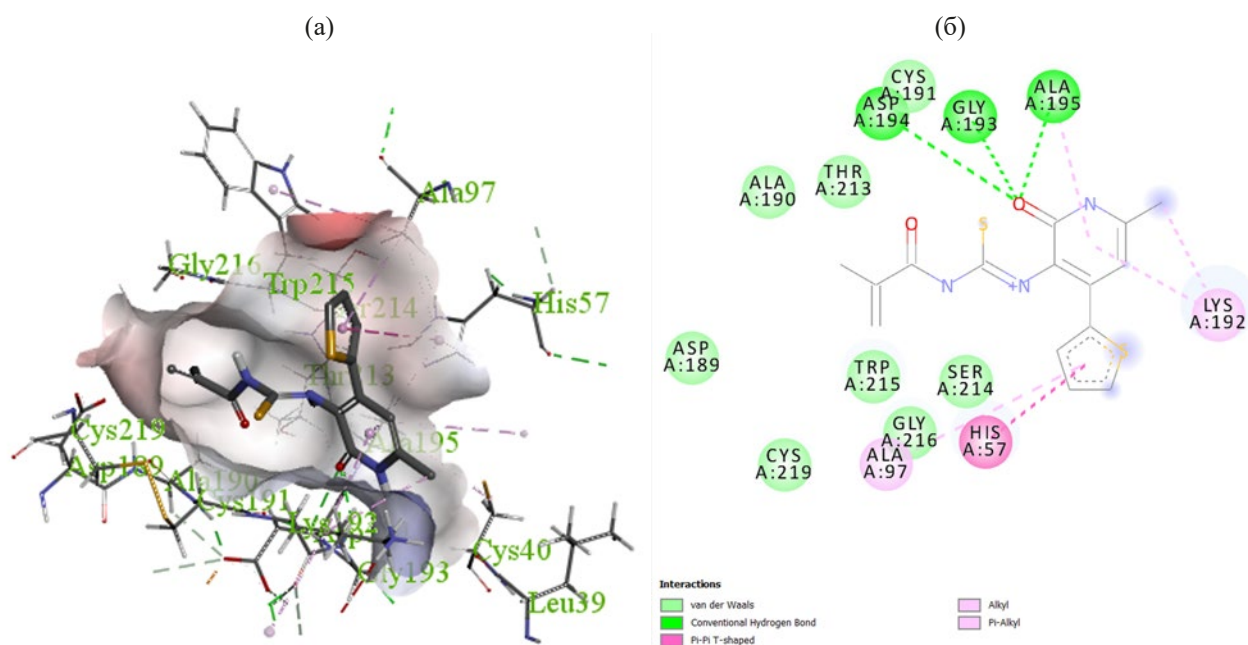 (а)
(б)
Ala97
Gly216
Trp215
His57
Cys219
Ala190
Cys191
Ala195
Lys192
Gly193
Cys40
Leu39
CYS
A:191
ASP
A:194
GLY
A:193
ALA
A:195
ALA
A:190
THR
A:213
O
N
O
S
N
N
+
LYS
A:192
S
ASP
A:189
TRP
A:215
SER
A:214
GLY
A:216
HIS
A:57
CYS
A:219
ALA
A:97
Interactions
van der Waals
Conventional Hydrogen Bond
Pi-Pi T-shaped
Alkyl
Pi-Alkyl